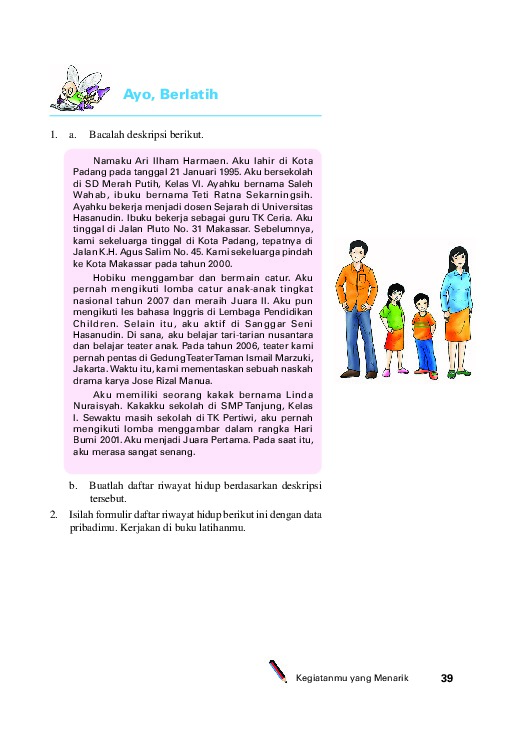 Ayo, Berlatih
1. a. Bacalah deskripsi berikut.
Namaku Ari Ilham Harmaen. Aku lahir di Kota
Padang pada tanggal 21 Januari 1995. Aku bersekolah
di SD Merah Putih, Kelas VI. Ayahku bernama Saleh
Wahab, ibuku bernama Teti Ratna Sekarningsih.
Ayahku bekerja menjadi dosen Sejarah di Universitas
Hasanudin. Ibuku bekerja sebagai guru TK Ceria. Aku
tinggal di Jalan Pluto No. 31 Makassar. Sebelumnya,
kami sekeluarga tinggal di Kota Padang, tepatnya di
Jalan K.H. Agus Salim No. 45. Kami sekeluarga pindah
ke Kota Makassar pada tahun 2000.
Hobiku menggambar dan bermain catur. Aku
pernah mengikuti lomba catur anak-anak tingkat
nasional tahun 2007 dan meraih Juara II. Aku pun
mengikuti les bahasa Inggris di Lembaga Pendidikan
Children. Selain itu, aku aktif di Sanggar Seni
Hasanudin. Di sana, aku belajar tari-tarian nusantara
dan belajar teater anak. Pada tahun 2006, teater kami
pernah pentas di Gedung Teater Taman Ismail Marzuki,
Jakarta. Waktu itu, kami mementaskan sebuah naskah
drama karya Jose Rizal Manua.
Aku memiliki seorang kakak bernama Linda
Nuraisyah. Kakakku sekolah di SMP Tanjung, Kelas
I. Sewaktu masih sekolah di TK Pertiwi, aku pernah
mengikuti lomba menggambar dalam rangka Hari
Bumi 2001. Aku menjadi Juara Pertama. Pada saat itu,
aku merasa sangat senang.
b. Buatlah daftar riwayat hidup berdasarkan deskripsi
tersebut.
2. Isilah formulir daftar riwayat hidup berikut ini dengan data
pribadimu. Kerjakan di buku latihanmu.
Kegiatanmu yang Menarik 39